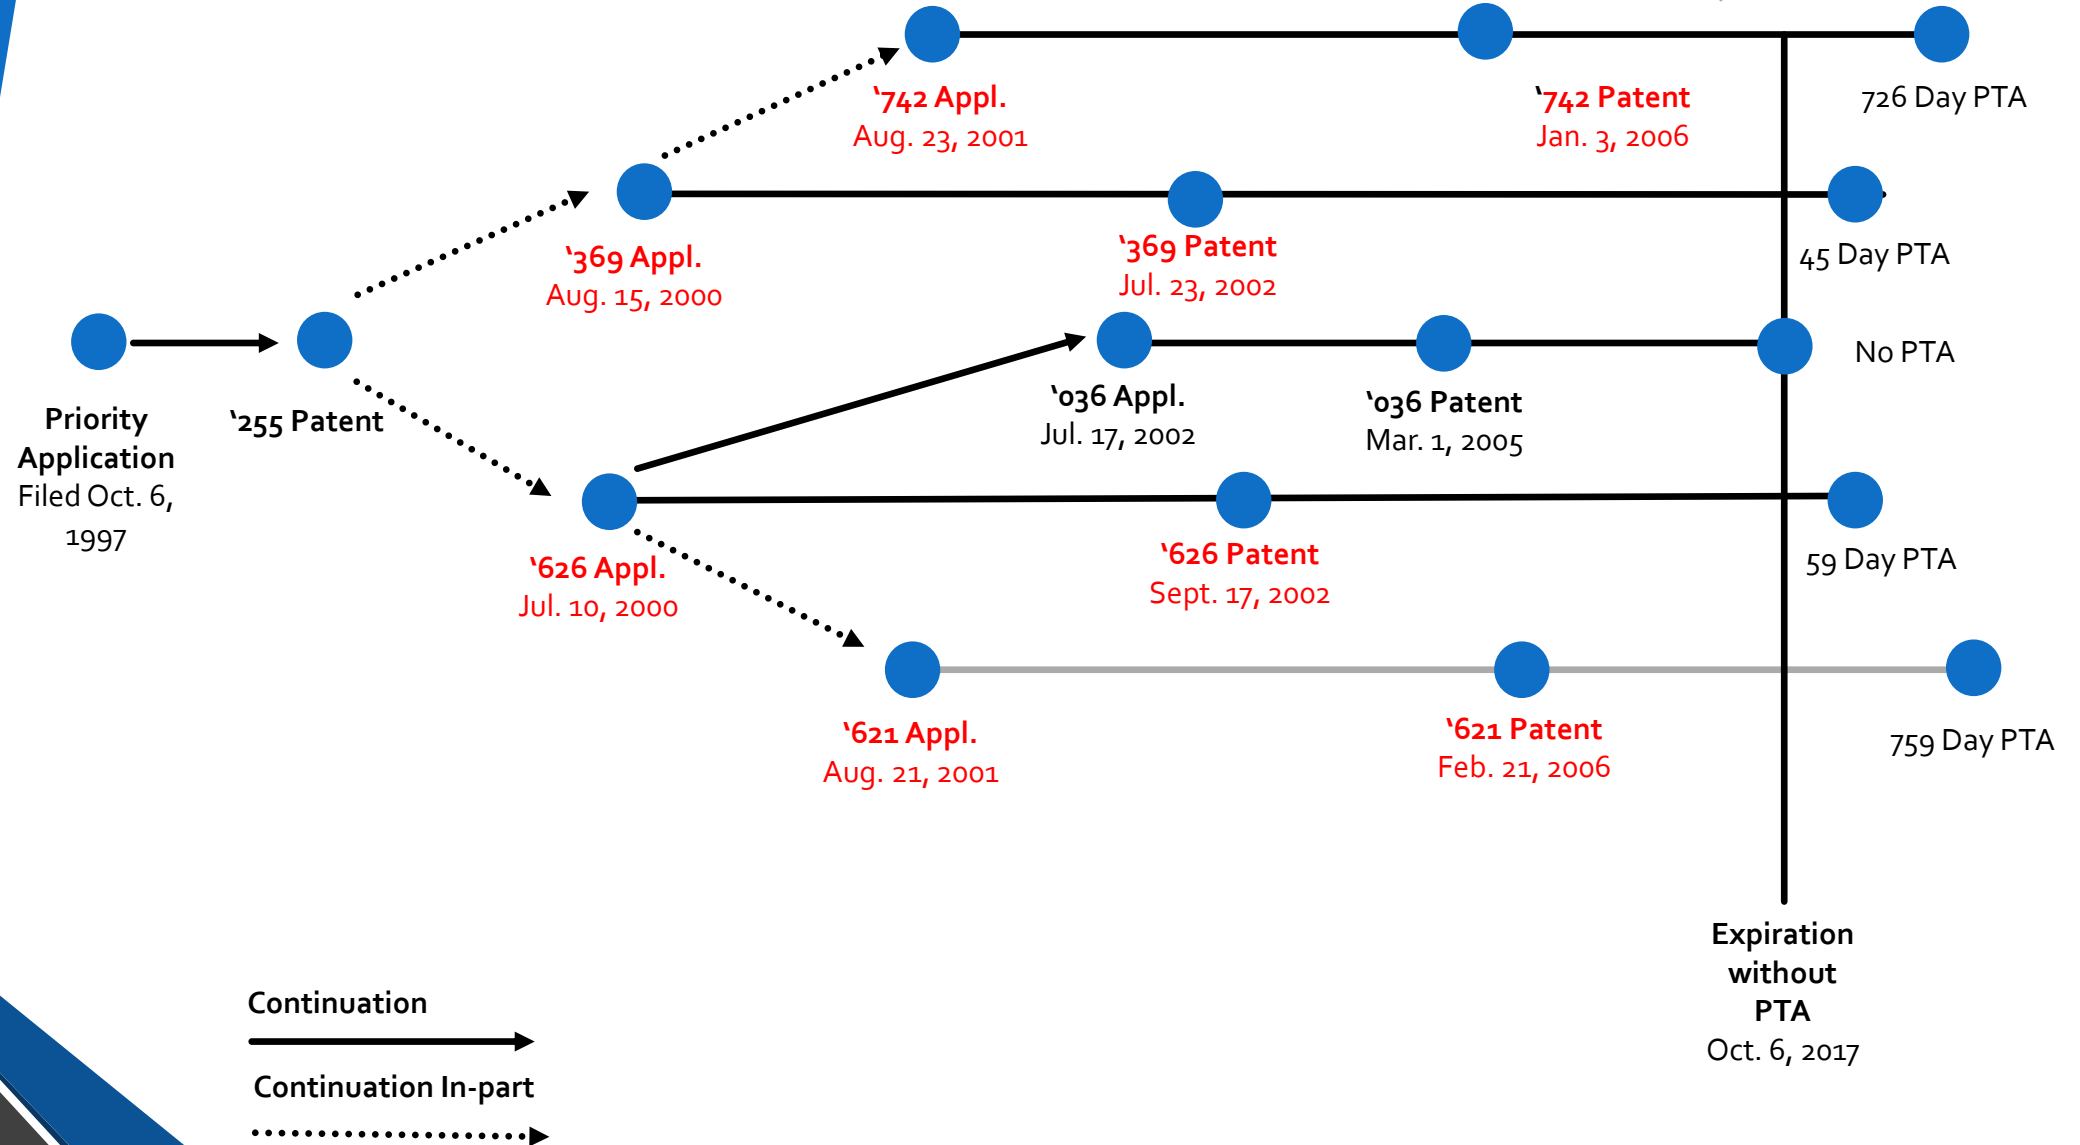 ‘742 Appl.
Aug. 23, 2001
‘742 Patent
Jan. 3, 2006
726 Day PTA
‘369 Appl.
Aug. 15, 2000
‘369 Patent
Jul. 23, 2002
45 Day PTA
Priority
Application
Filed Oct. 6,
1997
‘255 Patent
‘036 Appl.
Jul. 17, 2002
‘036 Patent
Mar. 1, 2005
No PTA
‘626 Appl.
Jul. 10, 2000
‘626 Patent
Sept. 17, 2002
59 Day PTA
‘621 Appl.
Aug. 21, 2001
‘621 Patent
Feb. 21, 2006
759 Day PTA
Expiration
without
PTA
Oct. 6, 2017
Continuation
Continuation In-part